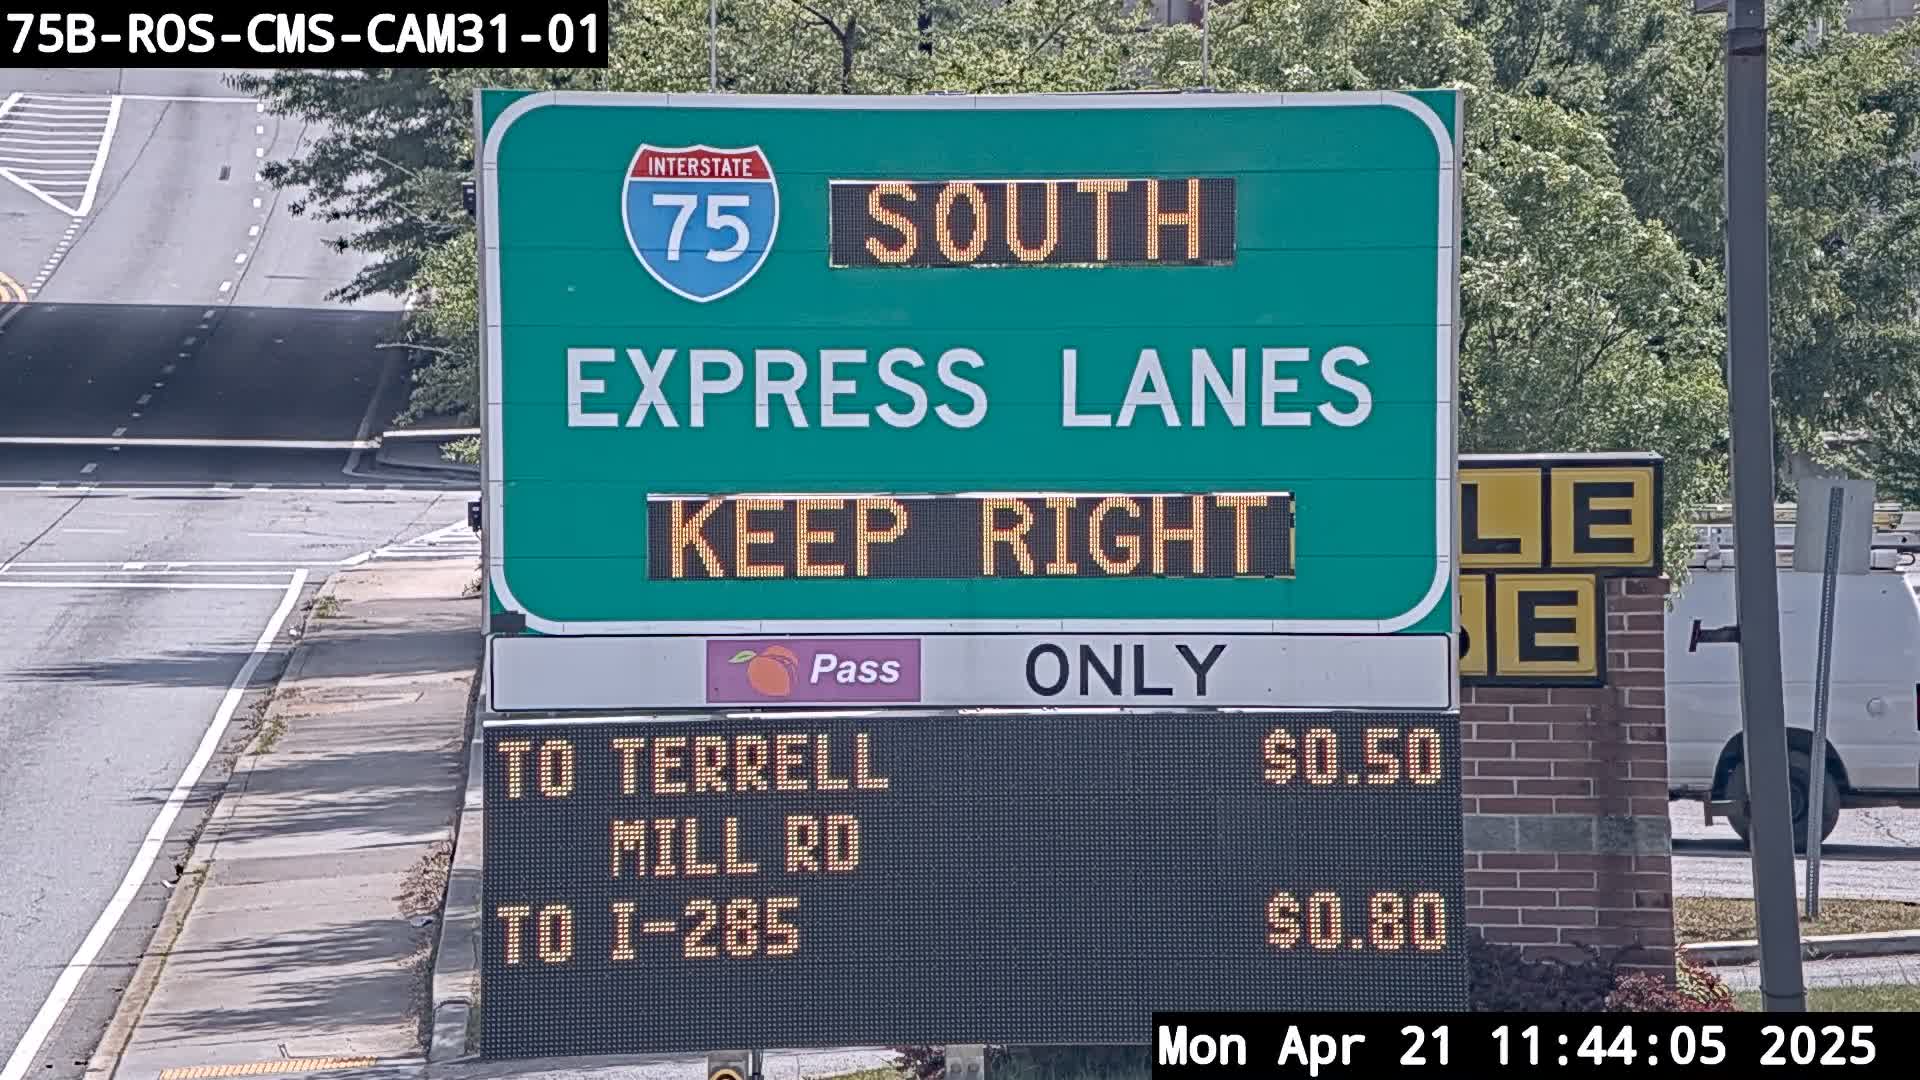 75B-ROS-CMS-CAM31-01
INTERSTATE
75
SOUTH
EXPRESS LANES
KEEP RIGHT
LE
E
Pass ONLY
TO TERRELL $0.50
MILL RD
TO I-285 $0.80
Mon Apr 21 11:44:05 2025